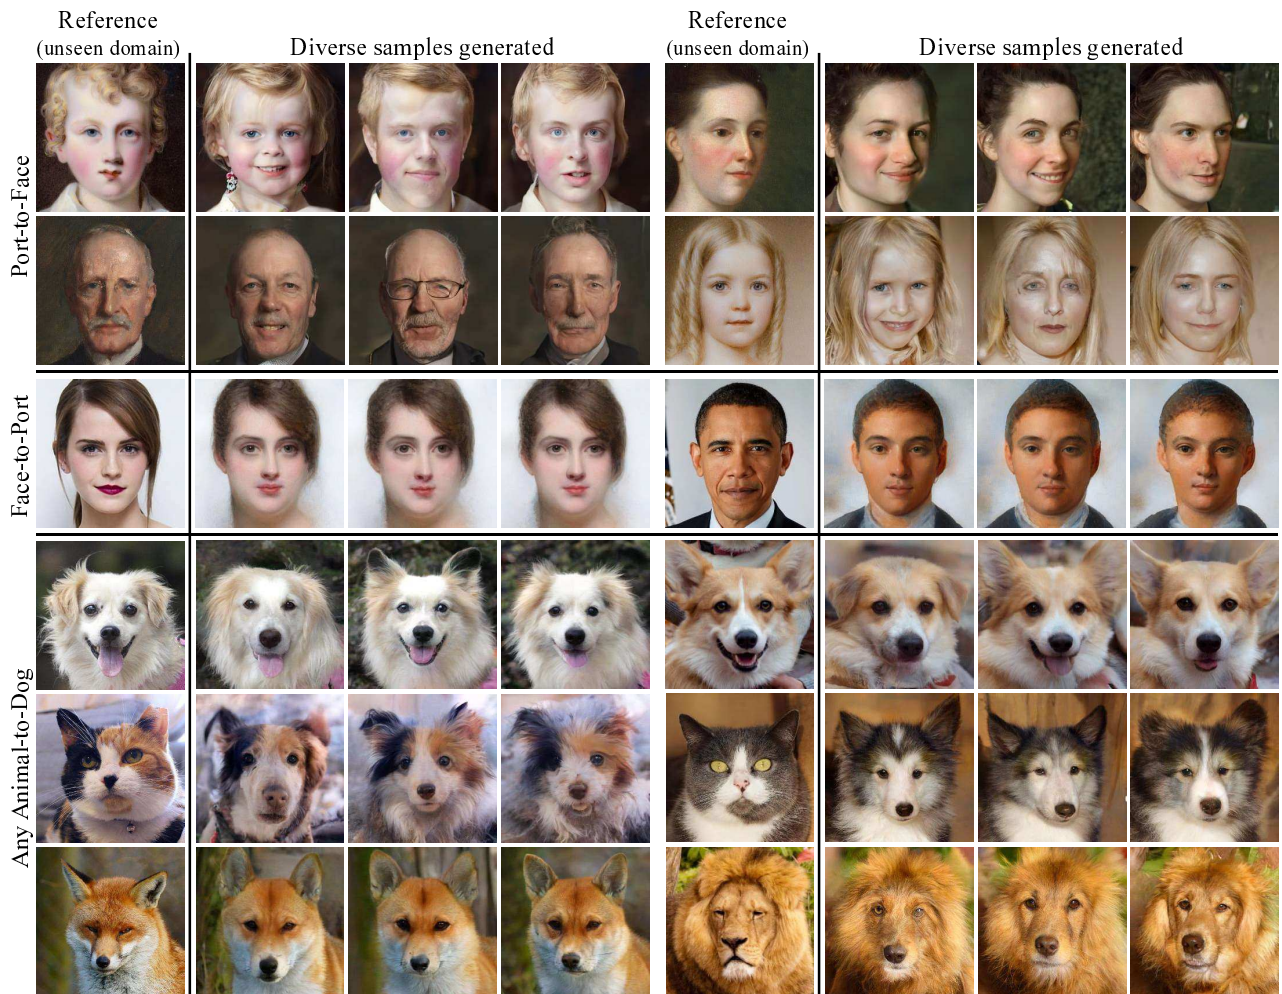 Reference
(unseen domain)
Diverse samples generated
Reference
(unseen domain)
Diverse samples generated
Port-to-Face
Face-to-Port
Any Animal-to-Dog